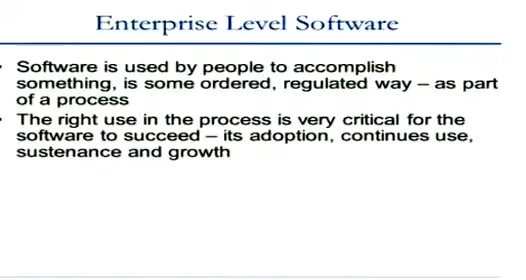 Enterprise Level Software
• Software is used by people to accomplish
something, is some ordered, regulated way – as part
of a process
• The right use in the process is very critical for the
software to succeed – its adoption, continues use,
sustenance and growth